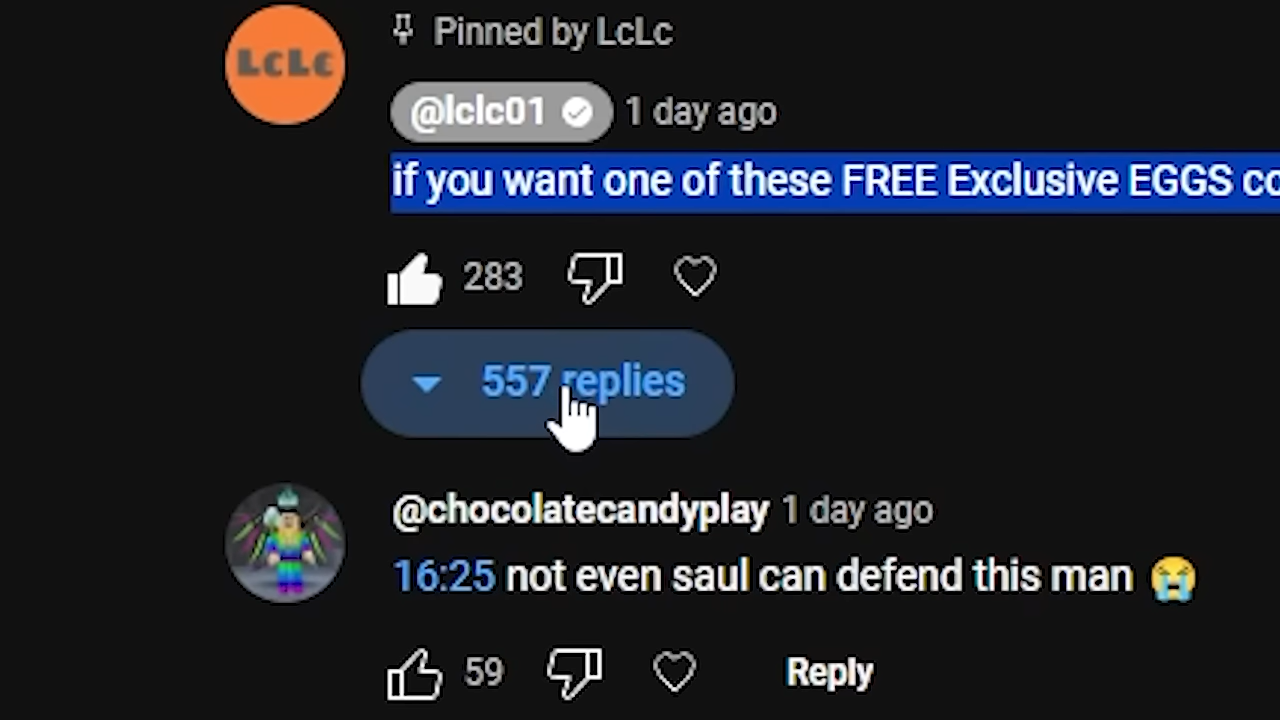 LcLc
Pinned by LcLc
@lclc01 1 day ago
if you want one of these FREE Exclusive EGGS co
283
557 replies
@chocolatecandyplay 1 day ago
16:25 not even saul can defend this man 😭
59 Reply